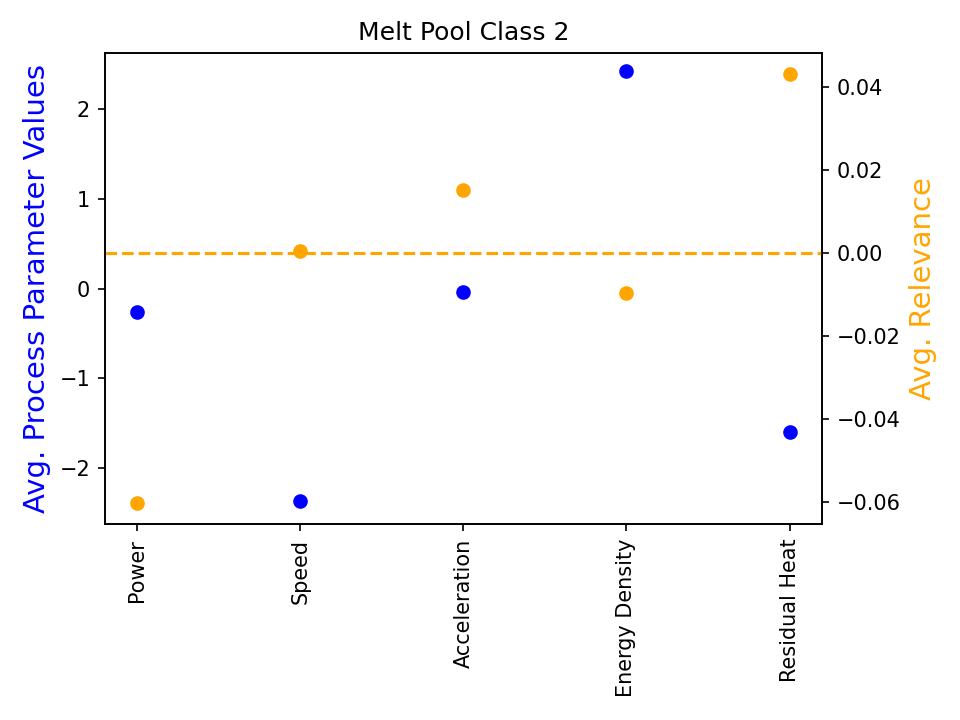 Melt Pool Class 2
Avg. Process Parameter Values
2
1
0
−1
−2
0.04
0.02
0.00
−0.02
−0.04
−0.06
Avg. Relevance
Power
Speed
Acceleration
Energy Density
Residual Heat